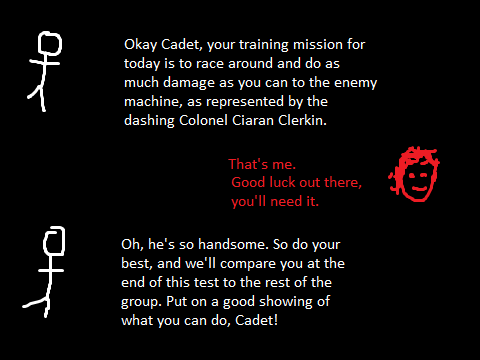 Okay Cadet, your training mission for
today is to race around and do as
much damage as you can to the enemy
machine, as represented by the
dashing Colonel Ciaran Clerkin.
That's me.
Good luck out there,
you'll need it.
Oh, he's so handsome. So do your
best, and we'll compare you at the
end of this test to the rest of the
group. Put on a good showing of
what you can do, Cadet!